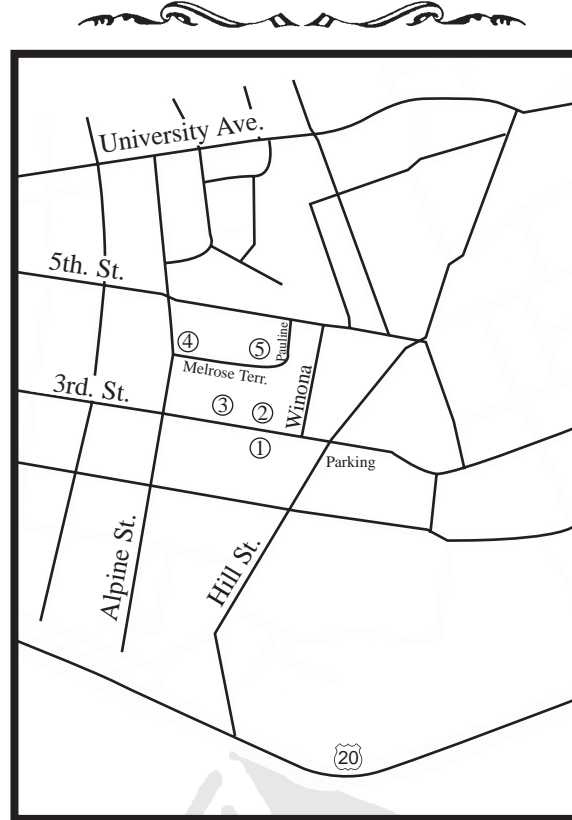 University Ave.
5th. St.
Pauline
④
⑤
Melrose Terr.
Winona
3rd. St.
③
②
①
Parking
Alpine St.
Hill St.
20